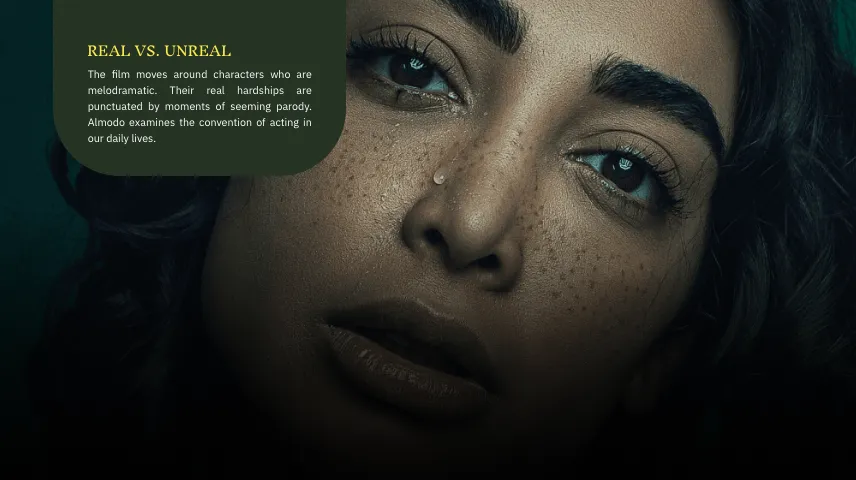 REAL VS. UNREAL
The film moves around characters who are
melodramatic. Their real hardships are
punctuated by moments of seeming parody.
Almodo examines the convention of acting in
our daily lives.